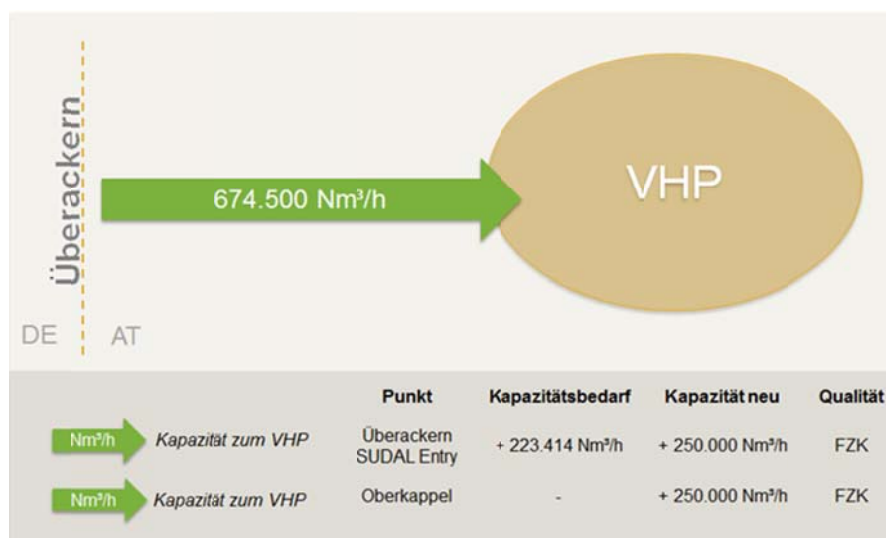 Überackern
674.500 Nm³/h
VHP
DE
AT
Punkt Kapazitätsbedarf Kapazität neu Qualität
Nm³/h Kapazität zum VHP Überackern SUDAL Entry + 223.414 Nm³/h + 250.000 Nm³/h FZK
Nm³/h Kapazität zum VHP Oberkappel - + 250.000 Nm³/h FZK